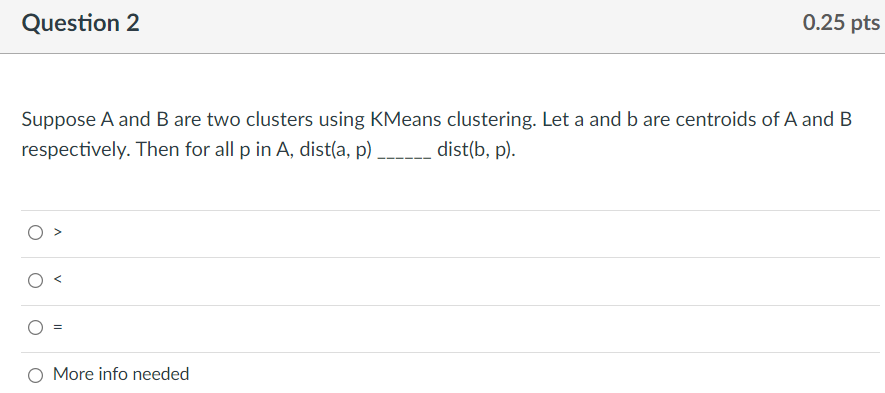 Question 2
0.25 pts
Suppose A and B are two clusters using KMeans clustering. Let a and b are centroids of A and B
respectively. Then for all p in A, dist(a, p) ______ dist(b, p).
>
<
=
More info needed